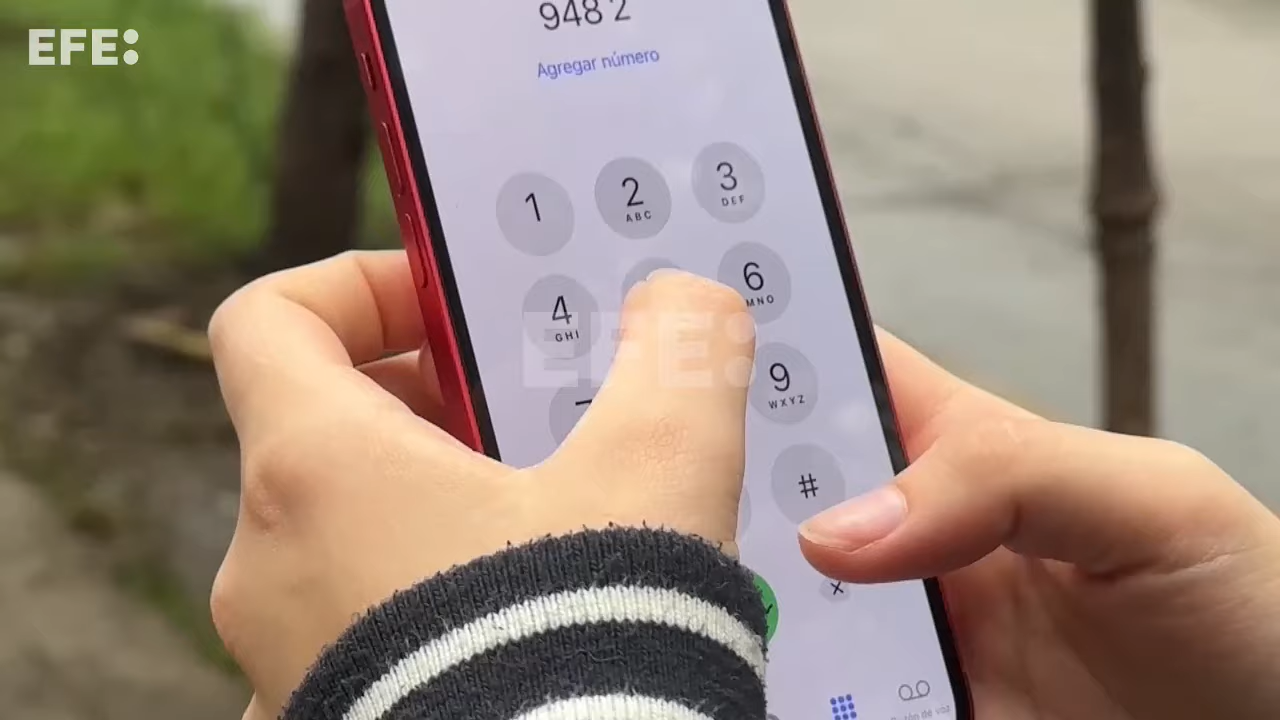 EFE:
948 2
Agregar número
1
2
ABC
3
DEF
4
GHI
6
MNO
EFE:
9
WXYZ
#